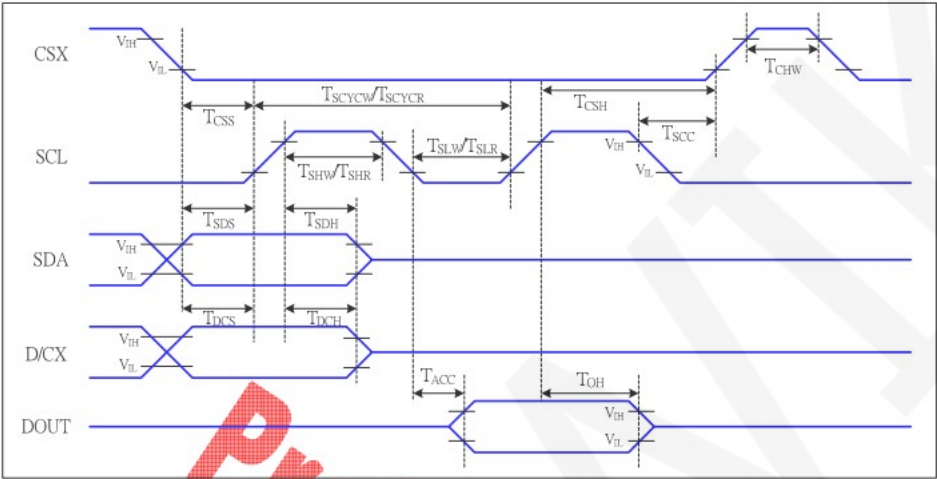 CSX
VIH
VIL
TCHW
TSCYCW/TSCYCR
TCSS
TCSH
TSCC
SCL
TSHW/TSHR
TSLW/TSLR
VIH
VIL
TSDS
TSDH
SDA
VIH
VIL
TDCS
TDCH
D/CX
VIH
VIL
TACC
TOH
DOUT
VIH
VIL